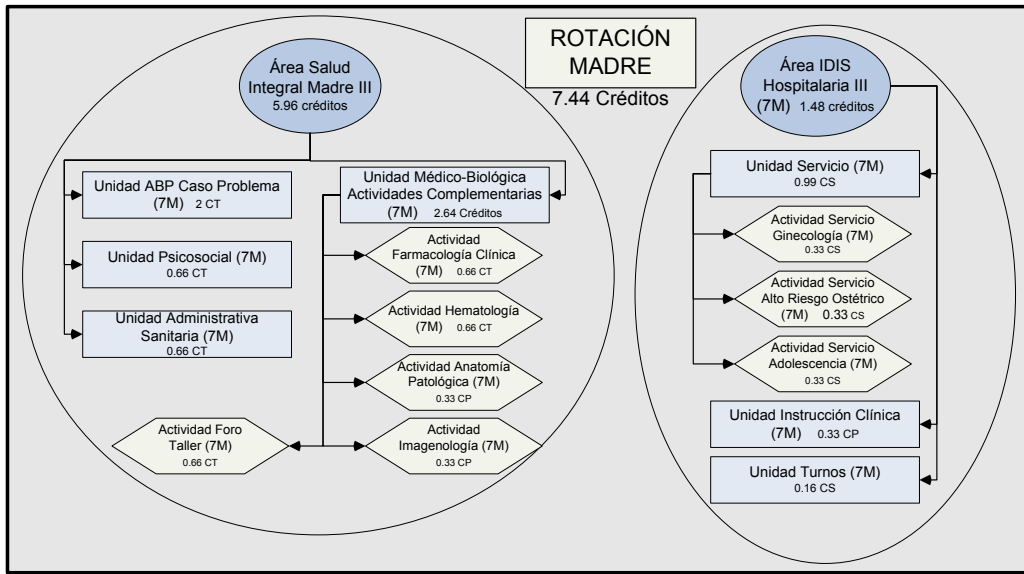 ROTACIÓN
MADRE
7.44 Créditos
Área Salud
Integral Madre III
5.96 créditos
Unidad ABP Caso Problema
(7M) 2 CT
Unidad Psicosocial (7M)
0.66 CT
Unidad Administrativa
Sanitaria (7M)
0.66 CT
Unidad Médico-Biológica
Actividades Complementarias
(7M) 2.64 Créditos
Actividad
Farmacología Clínica
(7M) 0.66 CT
Actividad Hematología
(7M) 0.66 CT
Actividad Anatomía
Patológica (7M)
0.33 CP
Actividad
Imagenología (7M)
0.33 CP
Actividad Foro
Taller (7M)
0.66 CT
Área IDIS
Hospitalaria III
(7M) 1.48 créditos
Unidad Servicio (7M)
0.99 CS
Actividad Servicio
Ginecología (7M)
0.33 CS
Actividad Servicio
Alto Riesgo Ostétrico
(7M) 0.33 CS
Actividad Servicio
Adolescencia (7M)
0.33 CS
Unidad Instrucción Clínica
(7M) 0.33 CP
Unidad Turnos (7M)
0.16 CS